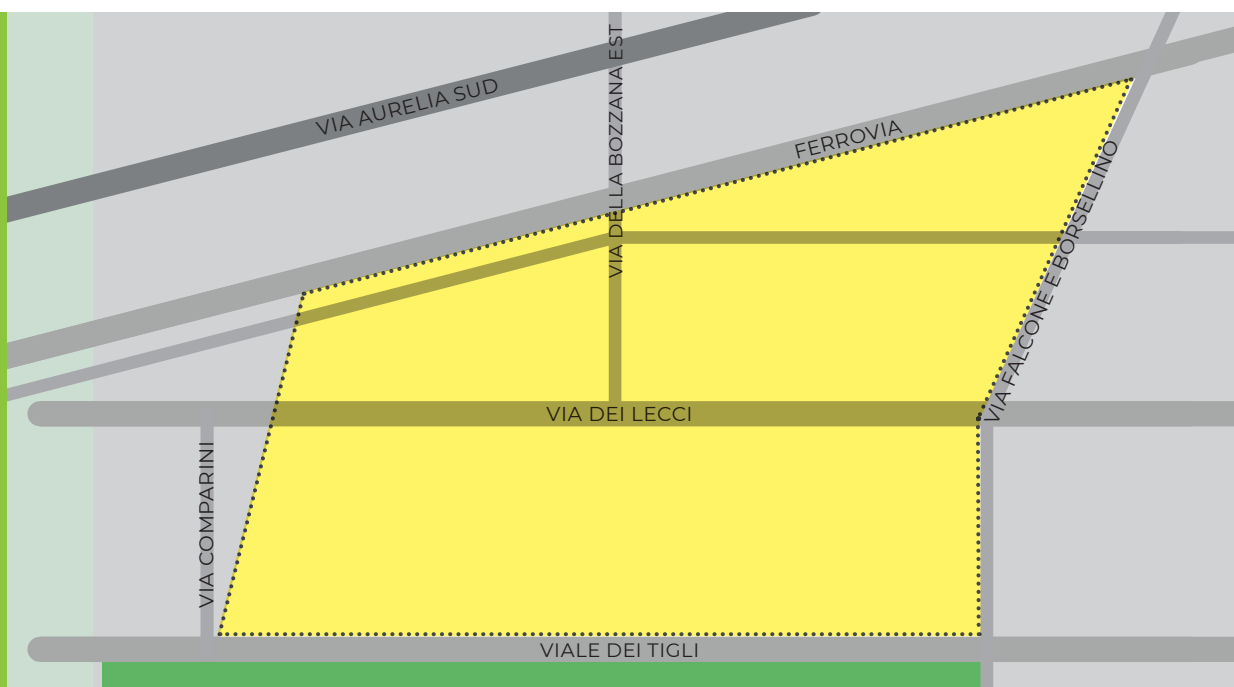 VIA AURELIA SUD
VIA DELLA BOZZANA EST
FERROVIA
VIA FALCONE E BORSELLINO
VIA DEI LECCI
VIA COMPARINI
VIALE DEI TIGLI